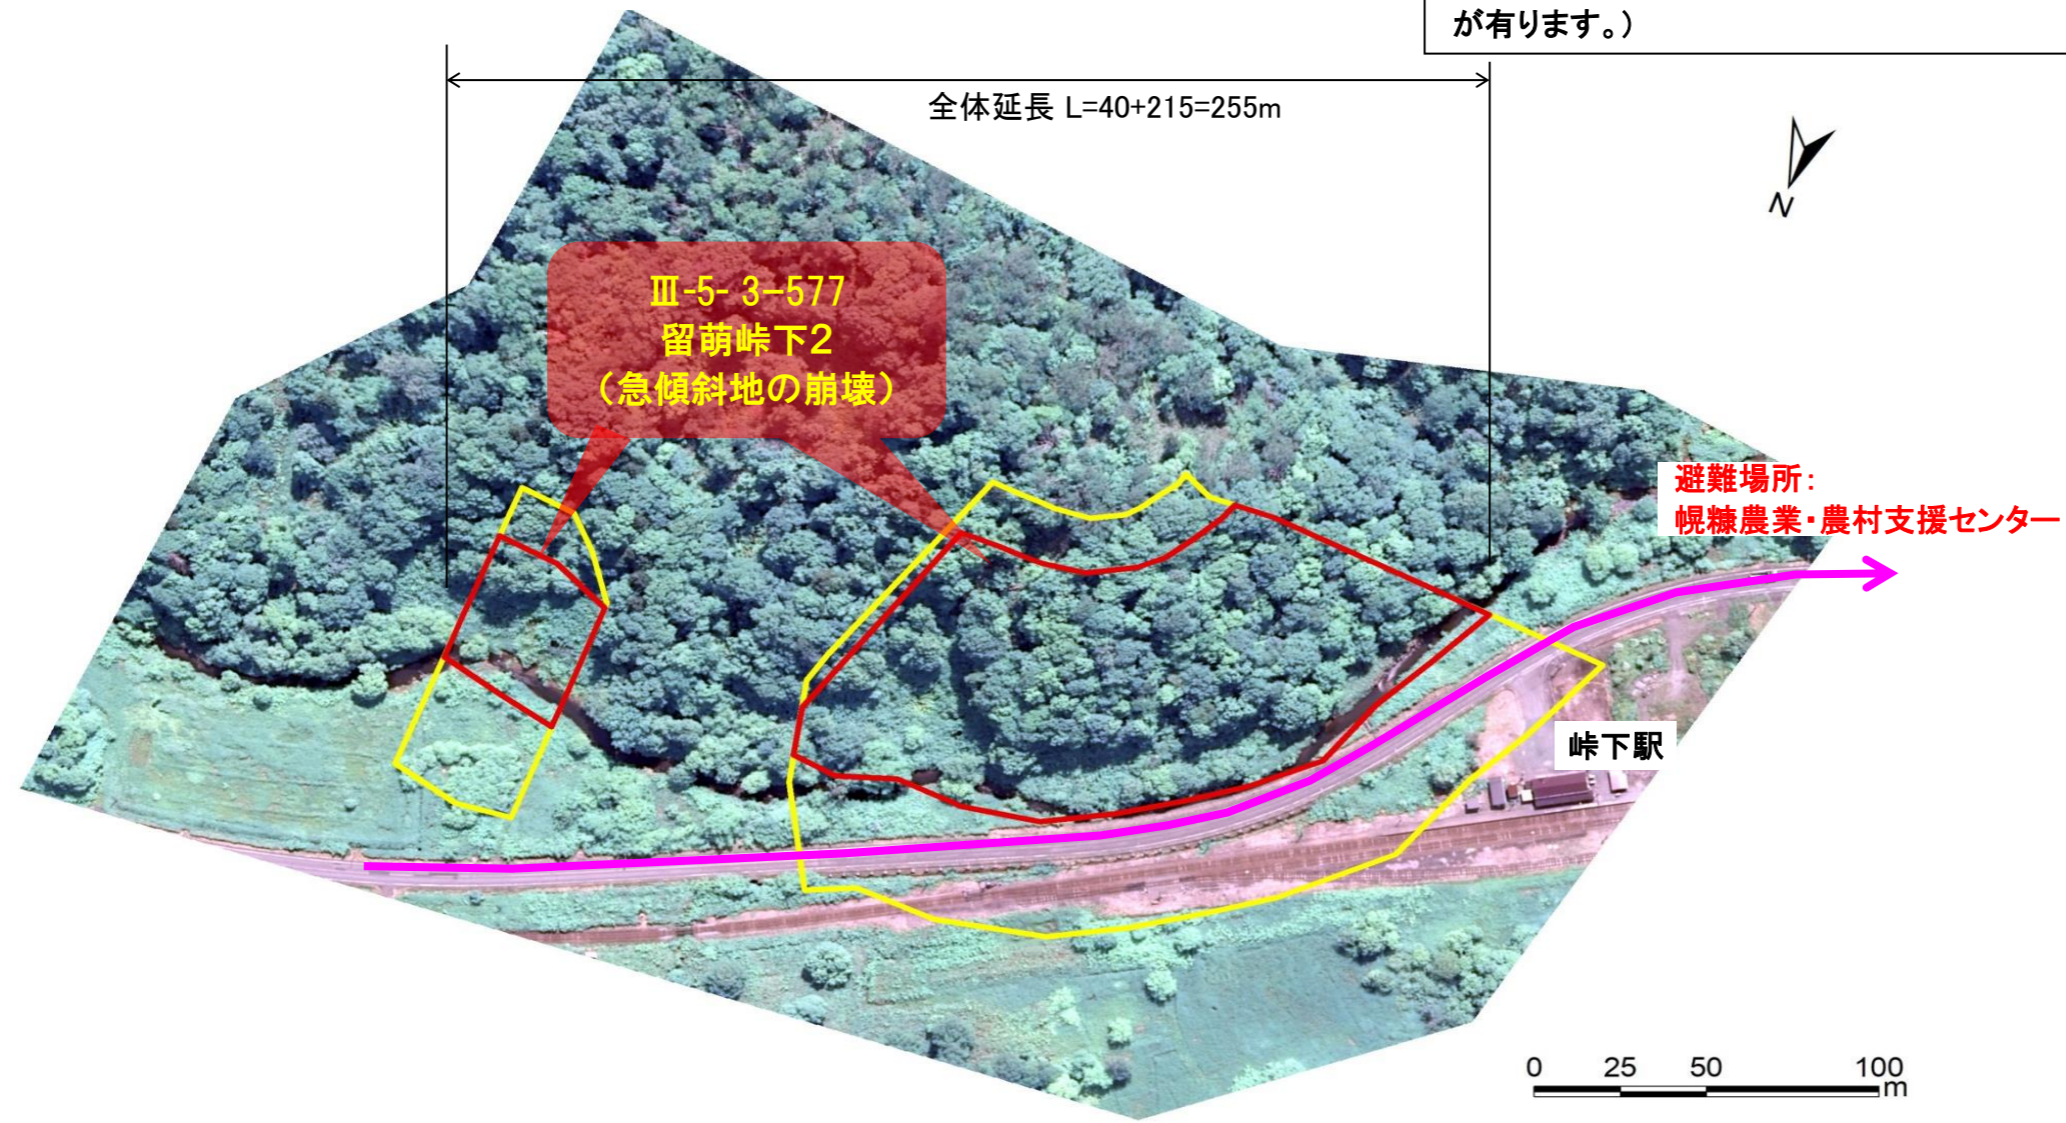 が有ります。）
全体延長 L=40+215=255m
N
Ⅲ-5- 3-577
留萌峠下２
（急傾斜地の崩壊）
避難場所：
幌糠農業・農村支援センター
峠下駅
0 25 50 100
m